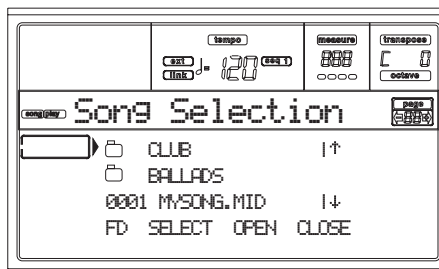 tempo measure transpose
ext link ♩= 120 seq 1 888 C 0
octave
song play Song Selection page
CLUB
BALLADS
0001 MYSONG.MID
FD SELECT OPEN CLOSE